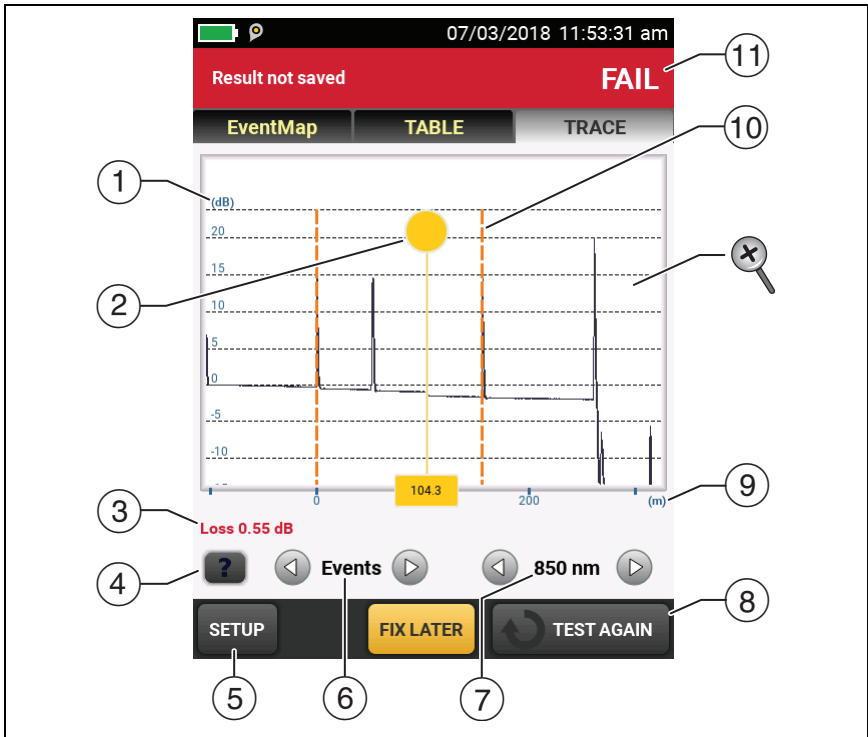 07/03/2018 11:53:31 am
11
Result not saved
FAIL
10
EventMap
TABLE
TRACE
1
(dB)
20
2
15
10
5
0
-5
-10
-15
104.3
0
200
(m)
9
3
Loss 0.55 dB
4
?
Events
850 nm
8
SETUP
FIX LATER
TEST AGAIN
5
6
7